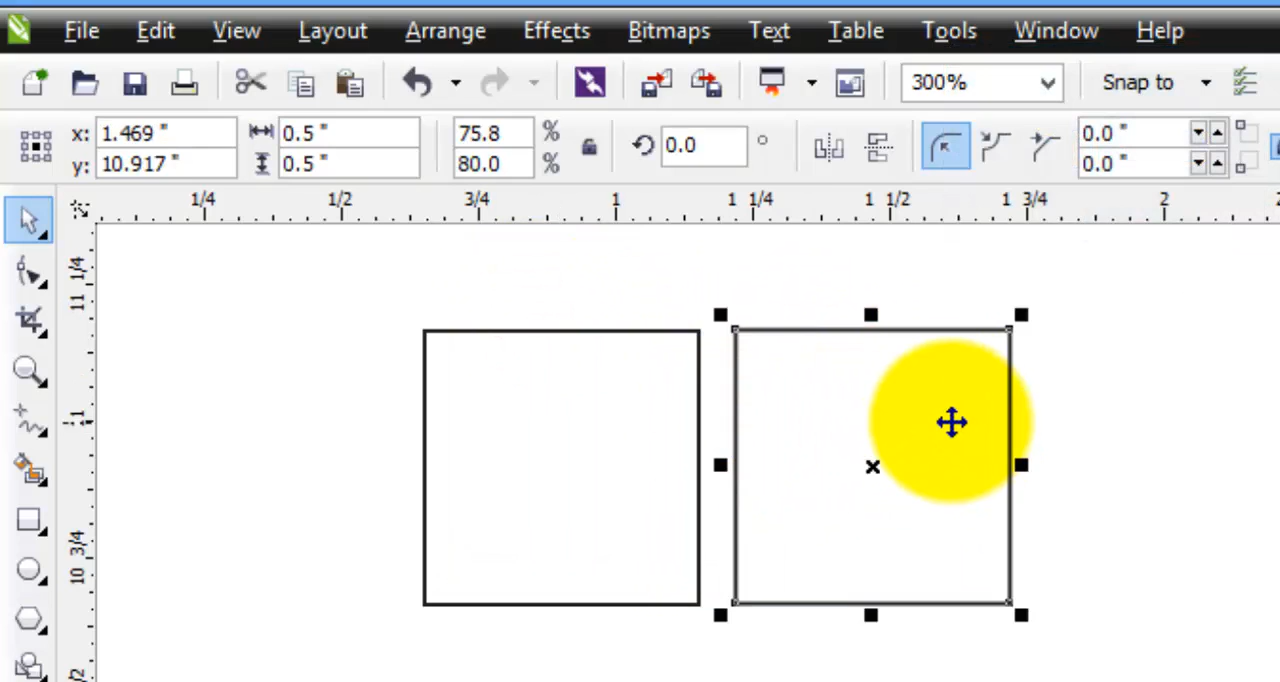 File Edit View Layout Arrange Effects Bitmaps Text Table Tools Window Help
300% Snap to
x: 1.469 " 0.5 " 75.8 % 0.0 ° 0.0 "
y: 10.917 " 0.5 " 80.0 % 0.0 "
1/4 1/2 3/4 1 1 1/4 1 1/2 1 3/4 2
11 1/4
11
10 3/4
1/2